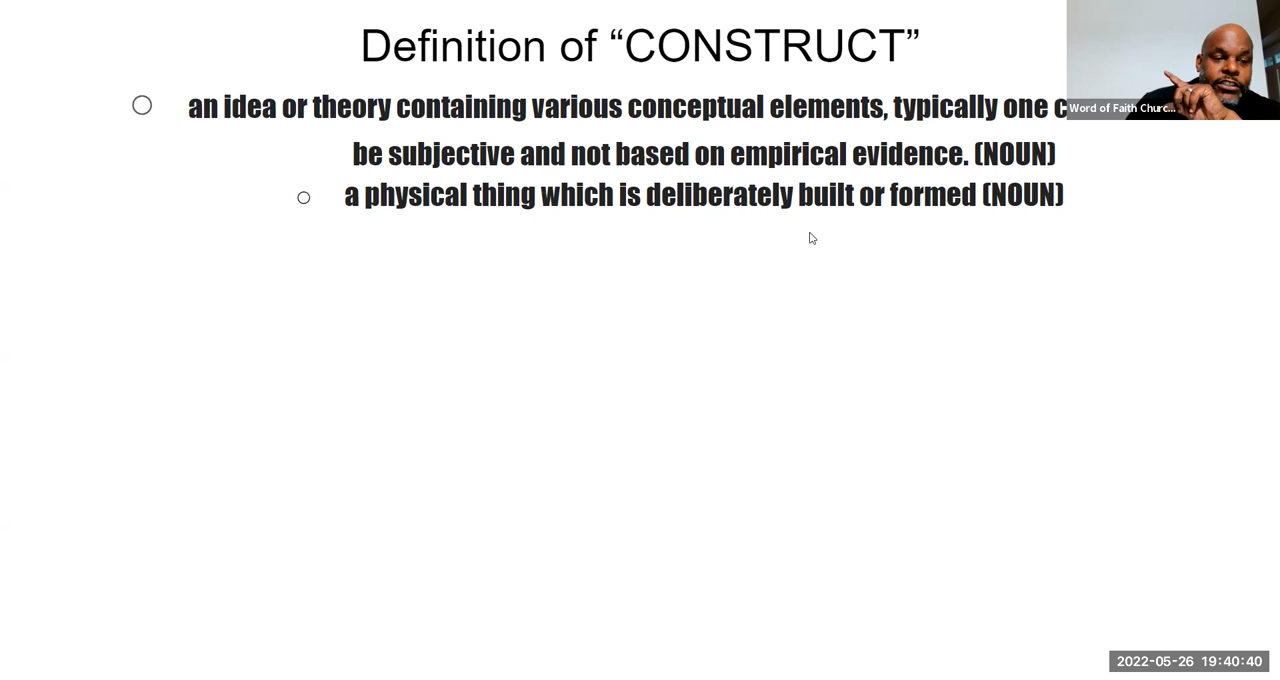 Definition of “CONSTRUCT”
an idea or theory containing various conceptual elements, typically one
be subjective and not based on empirical evidence. (NOUN)
a physical thing which is deliberately built or formed (NOUN)
Word of Faith Churc...
2022-05-26 19:40:40